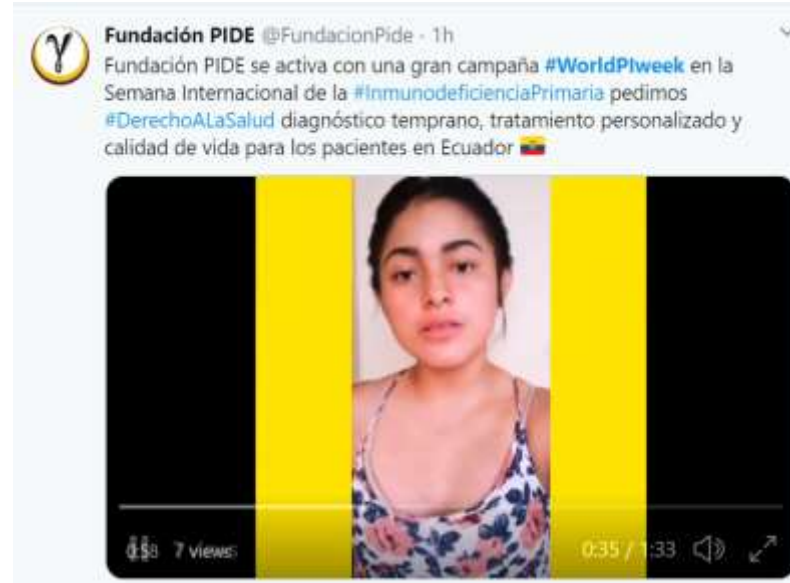 Fundación PIDE @FundacionPide · 1h
Fundación PIDE se activa con una gran campaña #WorldPIweek en la
Semana Internacional de la #InmunodeficienciaPrimaria pedimos
#DerechoALaSalud diagnóstico temprano, tratamiento personalizado y
calidad de vida para los pacientes en Ecuador 🇪🇨
7 views
0:35 / 1:33